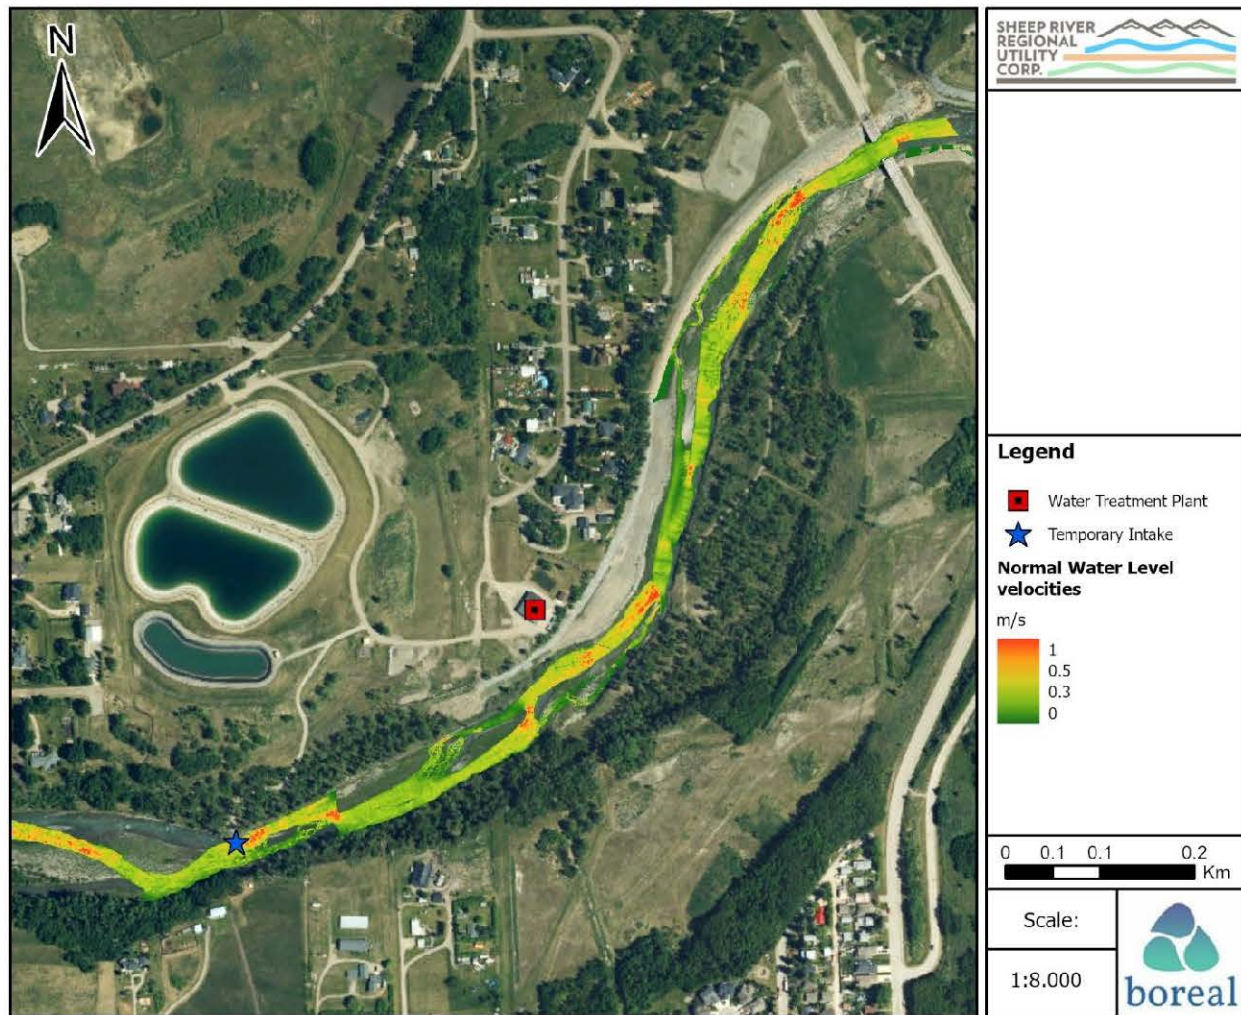 N
SHEEP RIVER
REGIONAL
UTILITY
CORP.
Legend
Water Treatment Plant
Temporary Intake
Normal Water Level
velocities
m/s
1
0.5
0.3
0
0 0.1 0.1 0.2
Km
Scale:
1:8.000
boreal